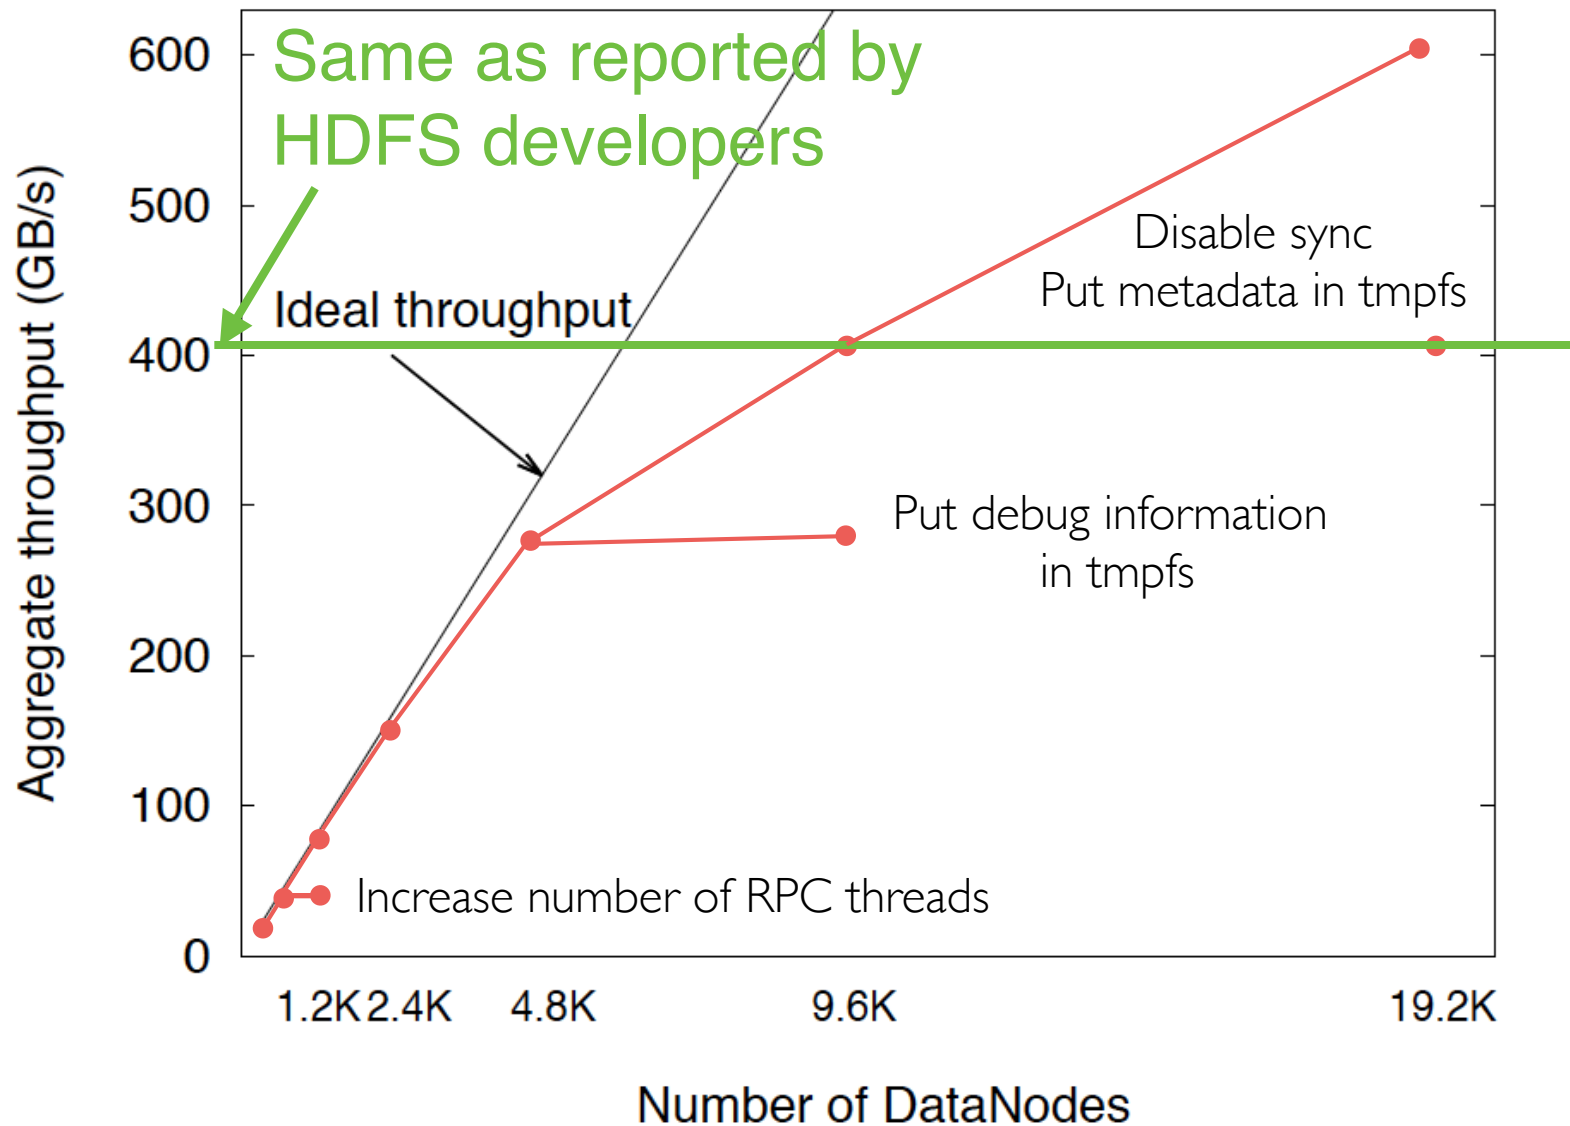 Same as reported by
HDFS developers
Aggregate throughput (GB/s)
600
500
400
300
200
100
0
Ideal throughput
Disable sync
Put metadata in tmpfs
Put debug information
in tmpfs
Increase number of RPC threads
1.2K 2.4K 4.8K 9.6K 19.2K
Number of DataNodes